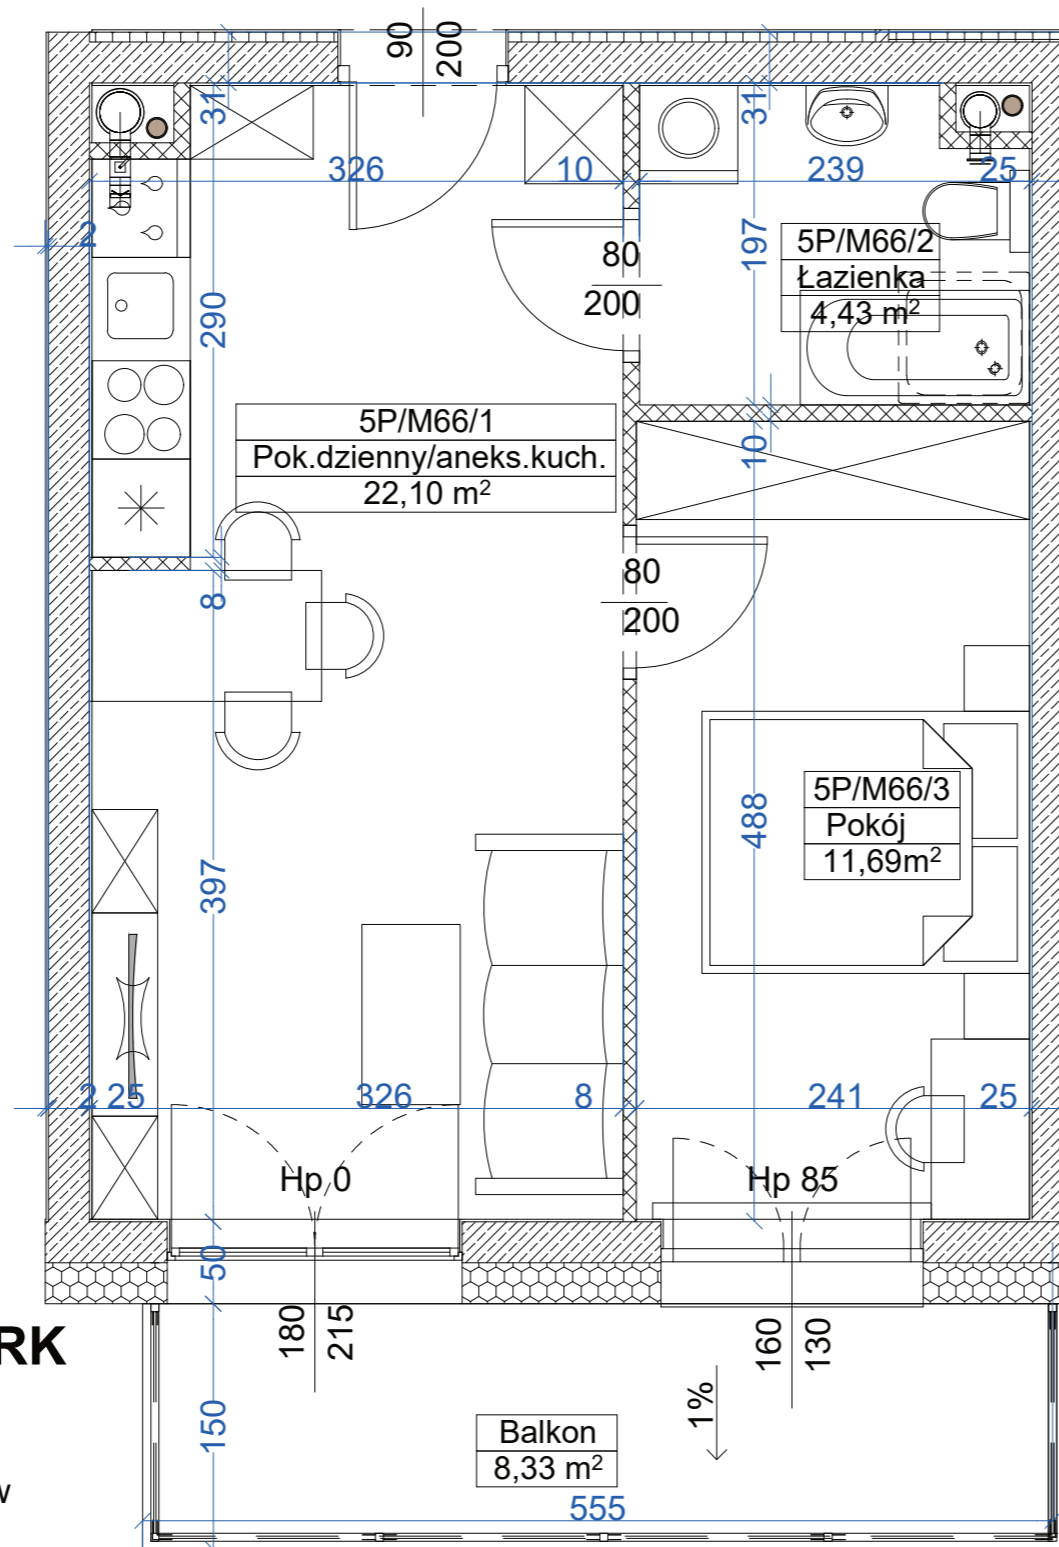 90
200
31
31
326
10
239
25
2
80
200
197
5P/M66/2
Łazienka
4,43 m²
290
5P/M66/1
Pok.dzienny/aneks.kuch.
22,10 m²
10
80
200
8
5P/M66/3
Pokój
11,69m²
488
397
2 25
326
8
241
25
Hp 0
Hp 85
50
180
215
160
130
RK
1%
150
Balkon
8,33 m²
w
555